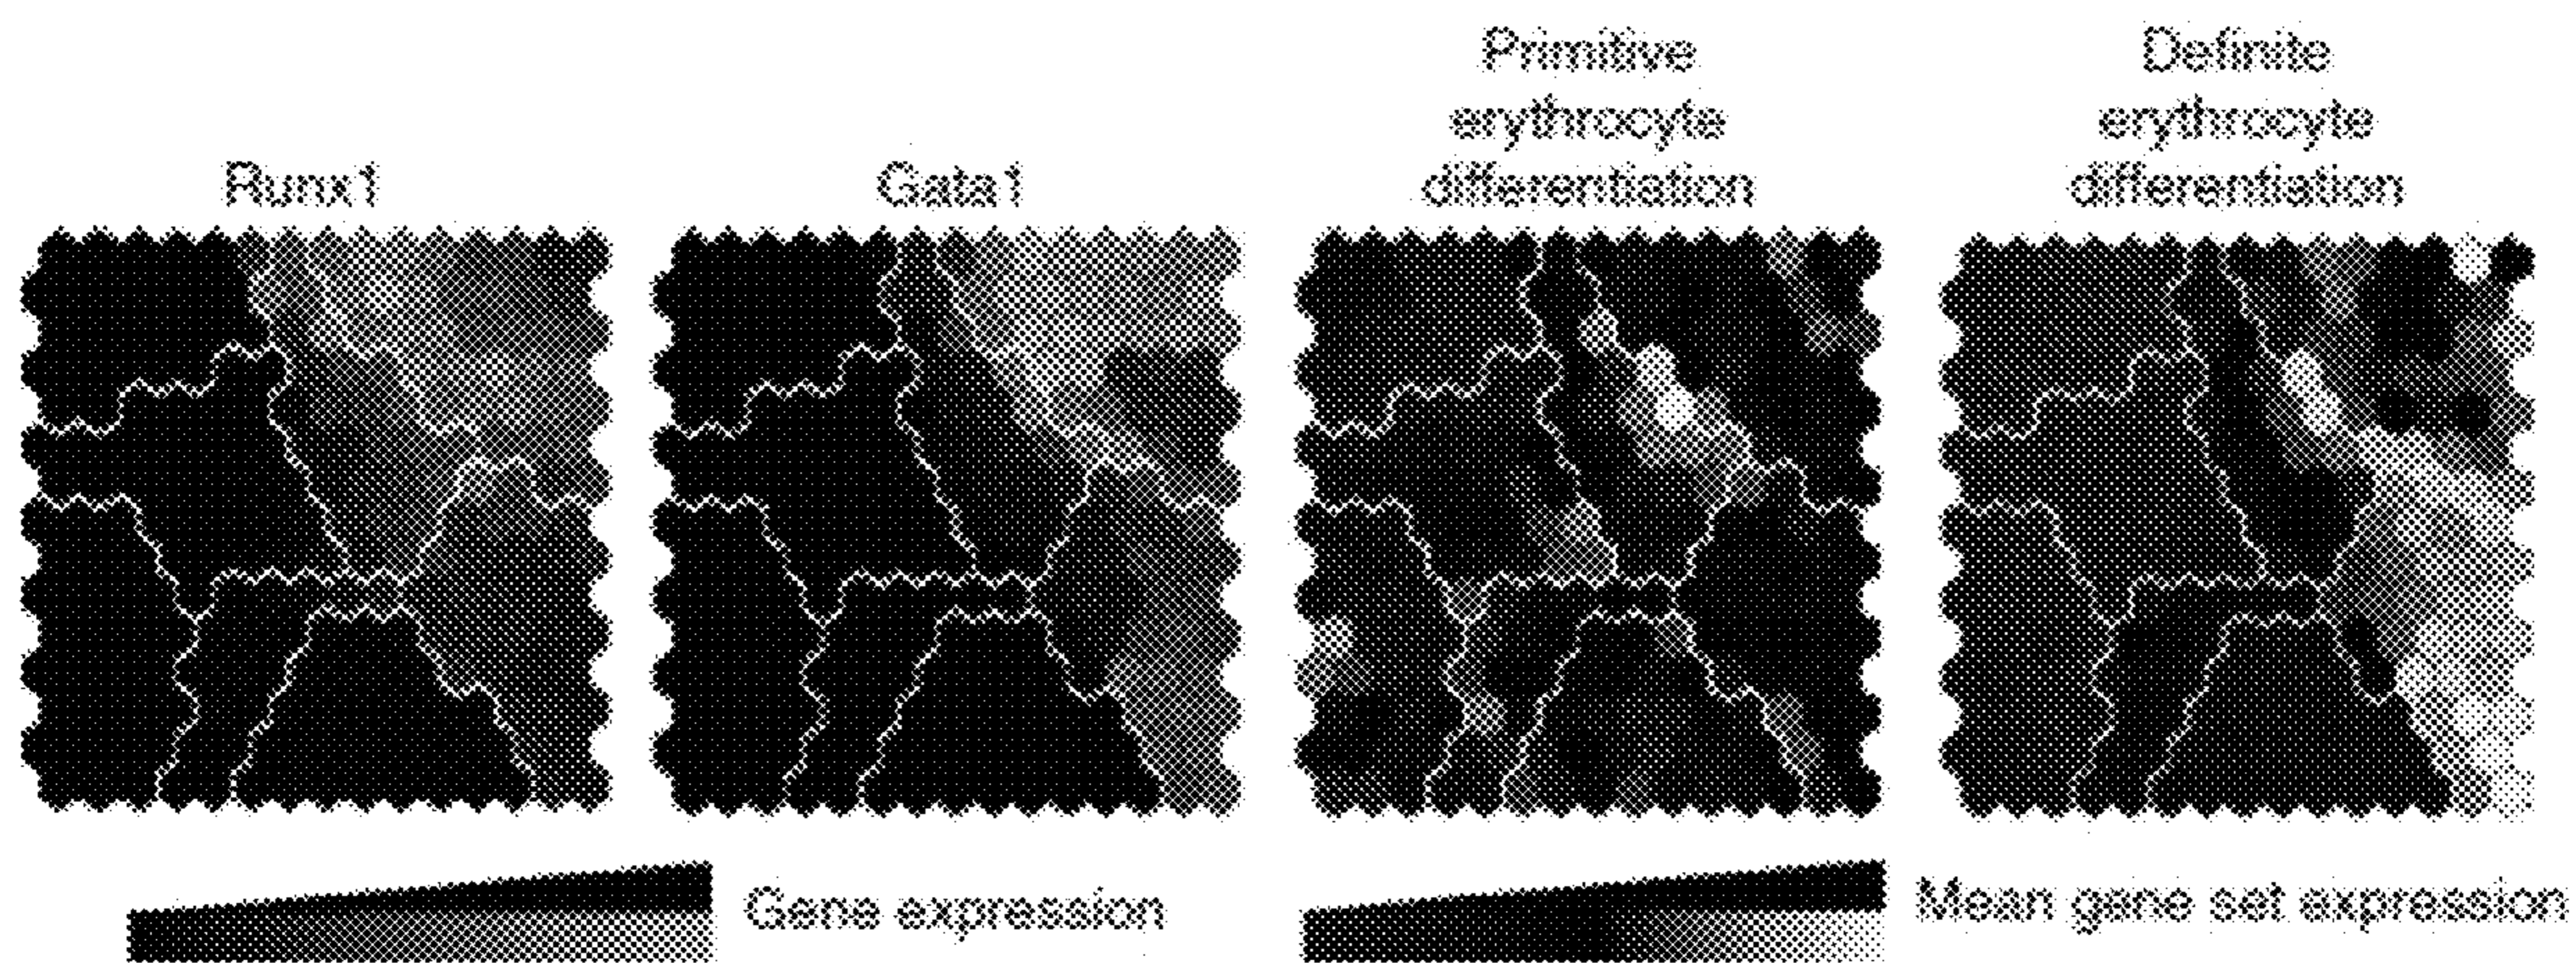 Runx1
Gata1
Primitive
erythrocyte
differentiation
Definite
erythrocyte
differentiation
Gene expression
Mean gene set expression